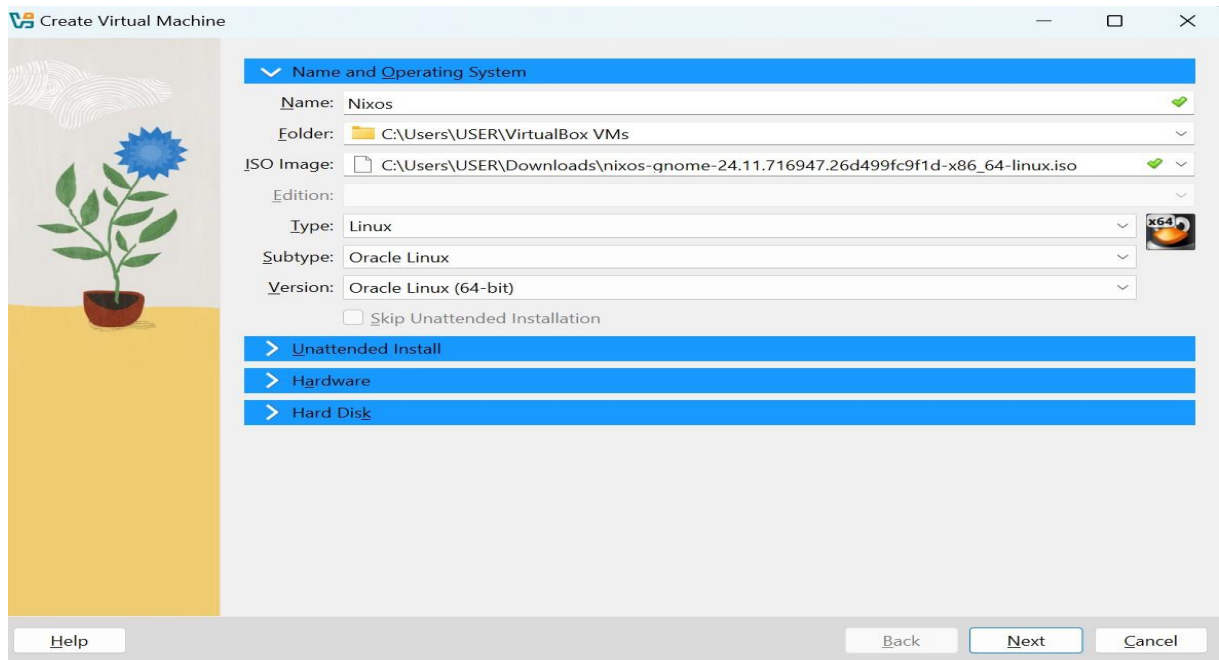 Create Virtual Machine
Name and Operating System
Name: Nixos
Folder: C:\Users\USER\VirtualBox VMs
ISO Image: C:\Users\USER\Downloads\nixos-gnome-24.11.716947.26d499fc9f1d-x86_64-linux.iso
Edition:
Type: Linux
x64
Subtype: Oracle Linux
Version: Oracle Linux (64-bit)
Skip Unattended Installation
Unattended Install
Hardware
Hard Disk
Help Back Next Cancel